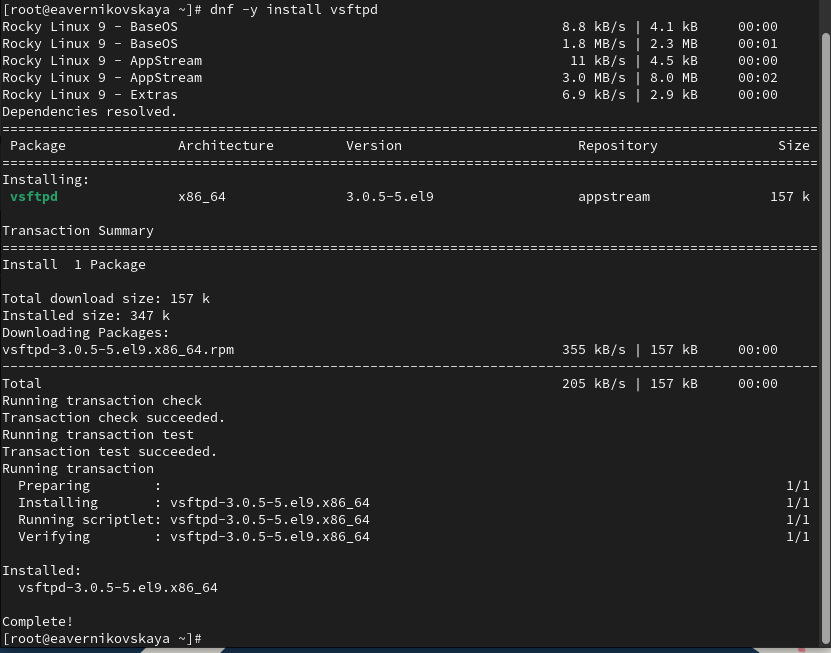 [root@eavernikovskaya ~]# dnf -y install vsftpd
Rocky Linux 9 - BaseOS                                                8.8 kB/s | 4.1 kB     00:00
Rocky Linux 9 - BaseOS                                                1.8 MB/s | 2.3 MB     00:01
Rocky Linux 9 - AppStream                                              11 kB/s | 4.5 kB     00:00
Rocky Linux 9 - AppStream                                             3.0 MB/s | 8.0 MB     00:02
Rocky Linux 9 - Extras                                                6.9 kB/s | 2.9 kB     00:00
Dependencies resolved.
======================================================================================================
 Package              Architecture         Version                      Repository               Size
======================================================================================================
Installing:
 vsftpd               x86_64               3.0.5-5.el9                  appstream               157 k

Transaction Summary
======================================================================================================
Install  1 Package

Total download size: 157 k
Installed size: 347 k
Downloading Packages:
vsftpd-3.0.5-5.el9.x86_64.rpm                                         355 kB/s | 157 kB     00:00
------------------------------------------------------------------------------------------------------
Total                                                                 205 kB/s | 157 kB     00:00
Running transaction check
Transaction check succeeded.
Running transaction test
Transaction test succeeded.
Running transaction
  Preparing        :                                                                              1/1
  Installing       : vsftpd-3.0.5-5.el9.x86_64                                                    1/1
  Running scriptlet: vsftpd-3.0.5-5.el9.x86_64                                                    1/1
  Verifying        : vsftpd-3.0.5-5.el9.x86_64                                                    1/1

Installed:
  vsftpd-3.0.5-5.el9.x86_64

Complete!
[root@eavernikovskaya ~]#